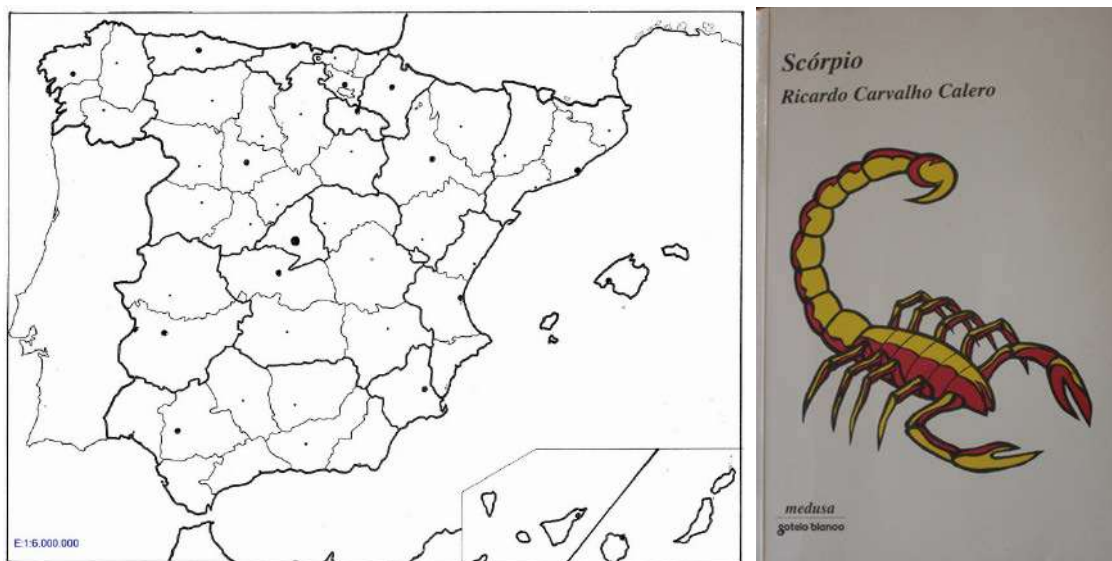 E:1:6.000.000
Scórpio
Ricardo Carvalho Calero
medusa
sotelo blanco